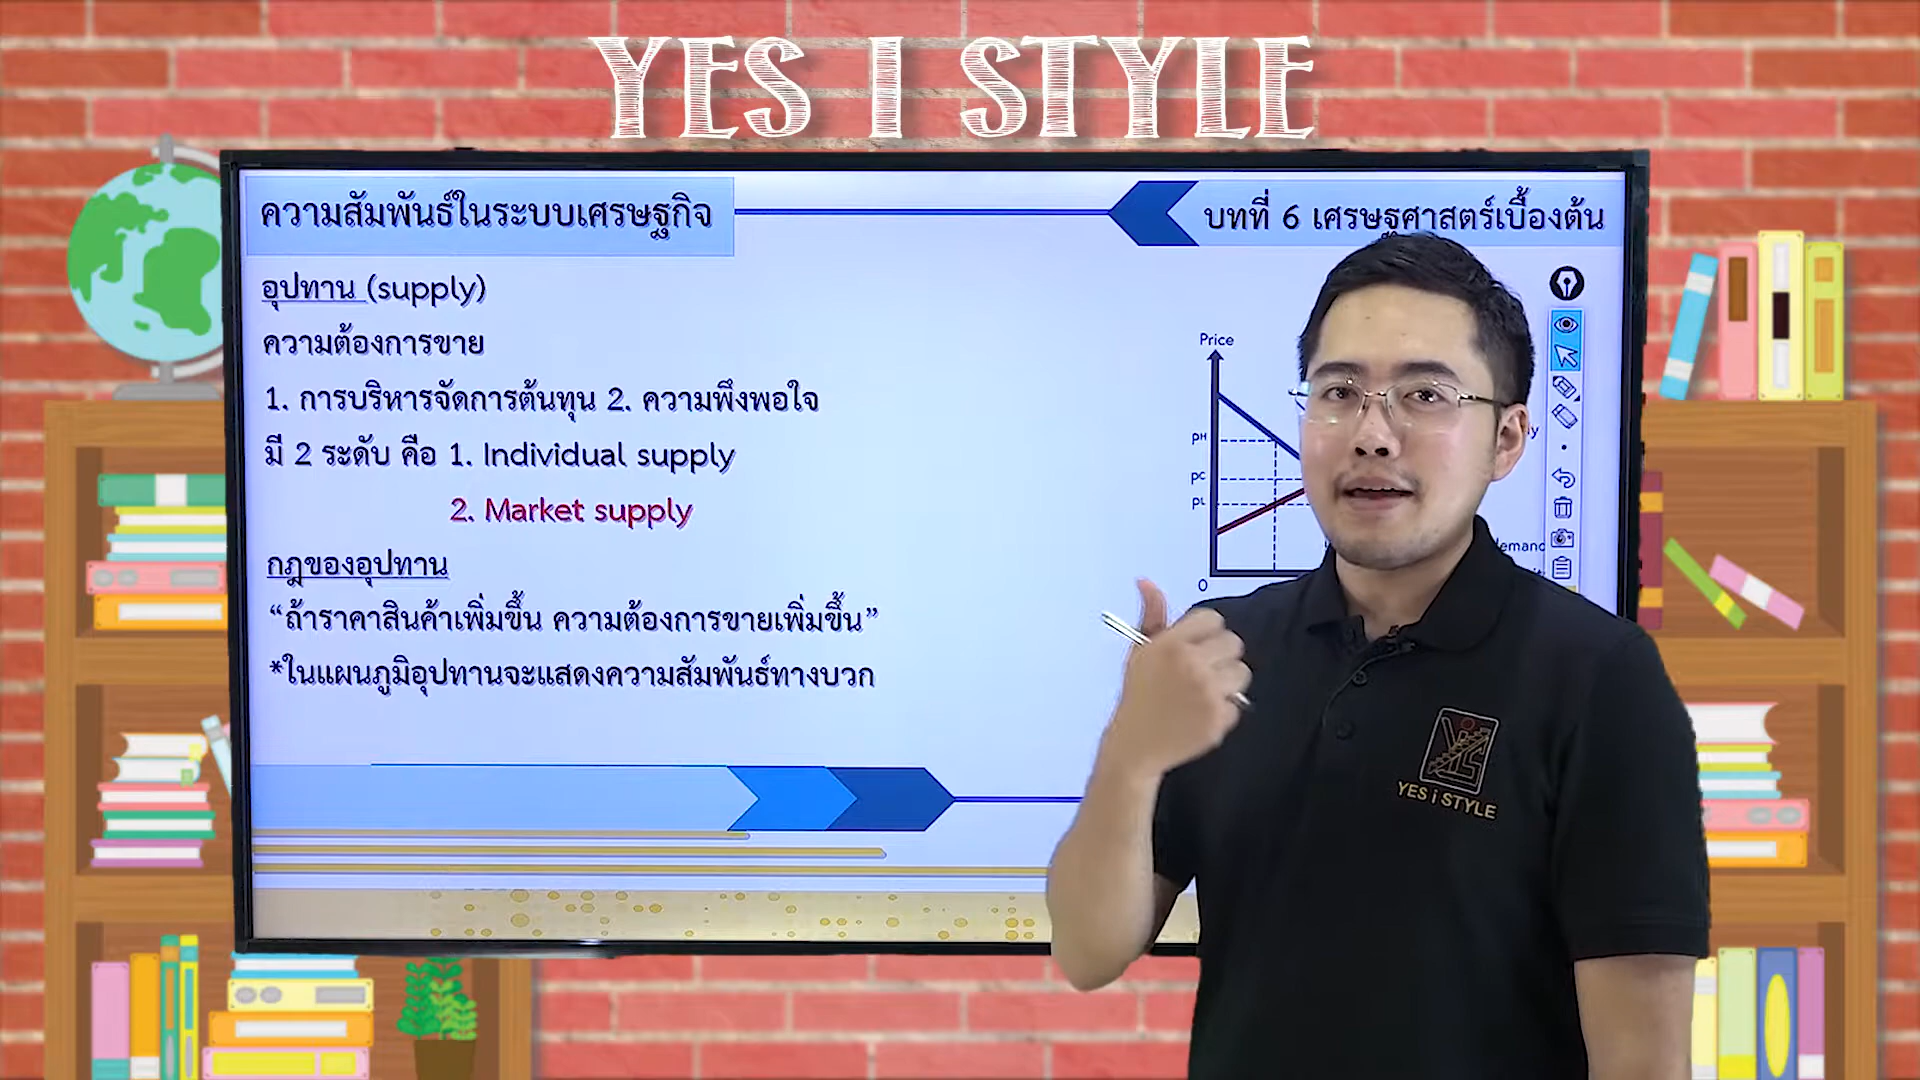 YES I STYLE
ความสัมพันธ์ในระบบเศรษฐกิจ
บทที่ 6 เศรษฐศาสตร์เบื้องต้น
อุปทาน (supply)
ความต้องการขาย
1. การบริหารจัดการต้นทุน 2. ความพึงพอใจ
มี 2 ระดับ คือ 1. Individual supply
2. Market supply
กฎของอุปทาน
“ถ้าราคาสินค้าเพิ่มขึ้น ความต้องการขายเพิ่มขึ้น”
*ในแผนภูมิอุปทานจะแสดงความสัมพันธ์ทางบวก
Price
PH
PC
PL
0
YES i STYLE